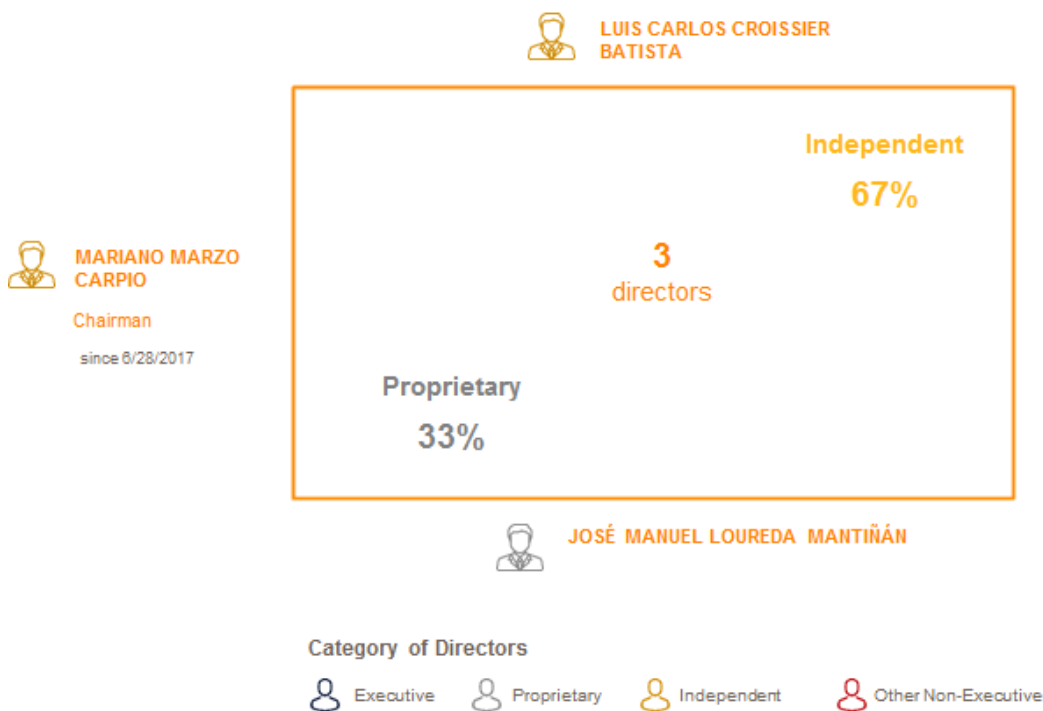 LUIS CARLOS CROISSIER
BATISTA
Independent
67%
MARIANO MARZO
CARPIO
Chairman
since 6/28/2017
3
directors
Proprietary
33%
JOSÉ MANUEL LOUREDA MANTIÑÁN
Category of Directors
Executive Proprietary Independent Other Non-Executive